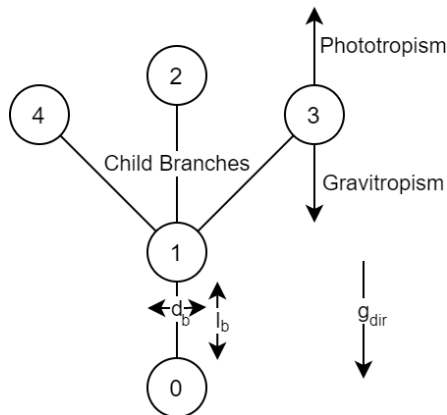 Phototropism
2
4
3
Child Branches
Gravitropism
1
d_b
l_b
g_dir
0